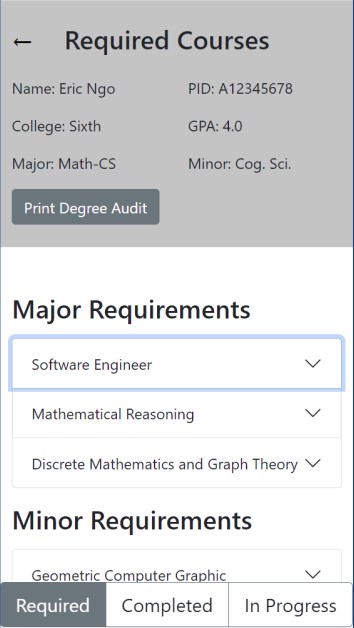 ← Required Courses
Name: Eric Ngo PID: A12345678
College: Sixth GPA: 4.0
Major: Math-CS Minor: Cog. Sci.
Print Degree Audit
Major Requirements
Software Engineer
Mathematical Reasoning
Discrete Mathematics and Graph Theory
Minor Requirements
Geometric Computer Graphic
Required Completed In Progress